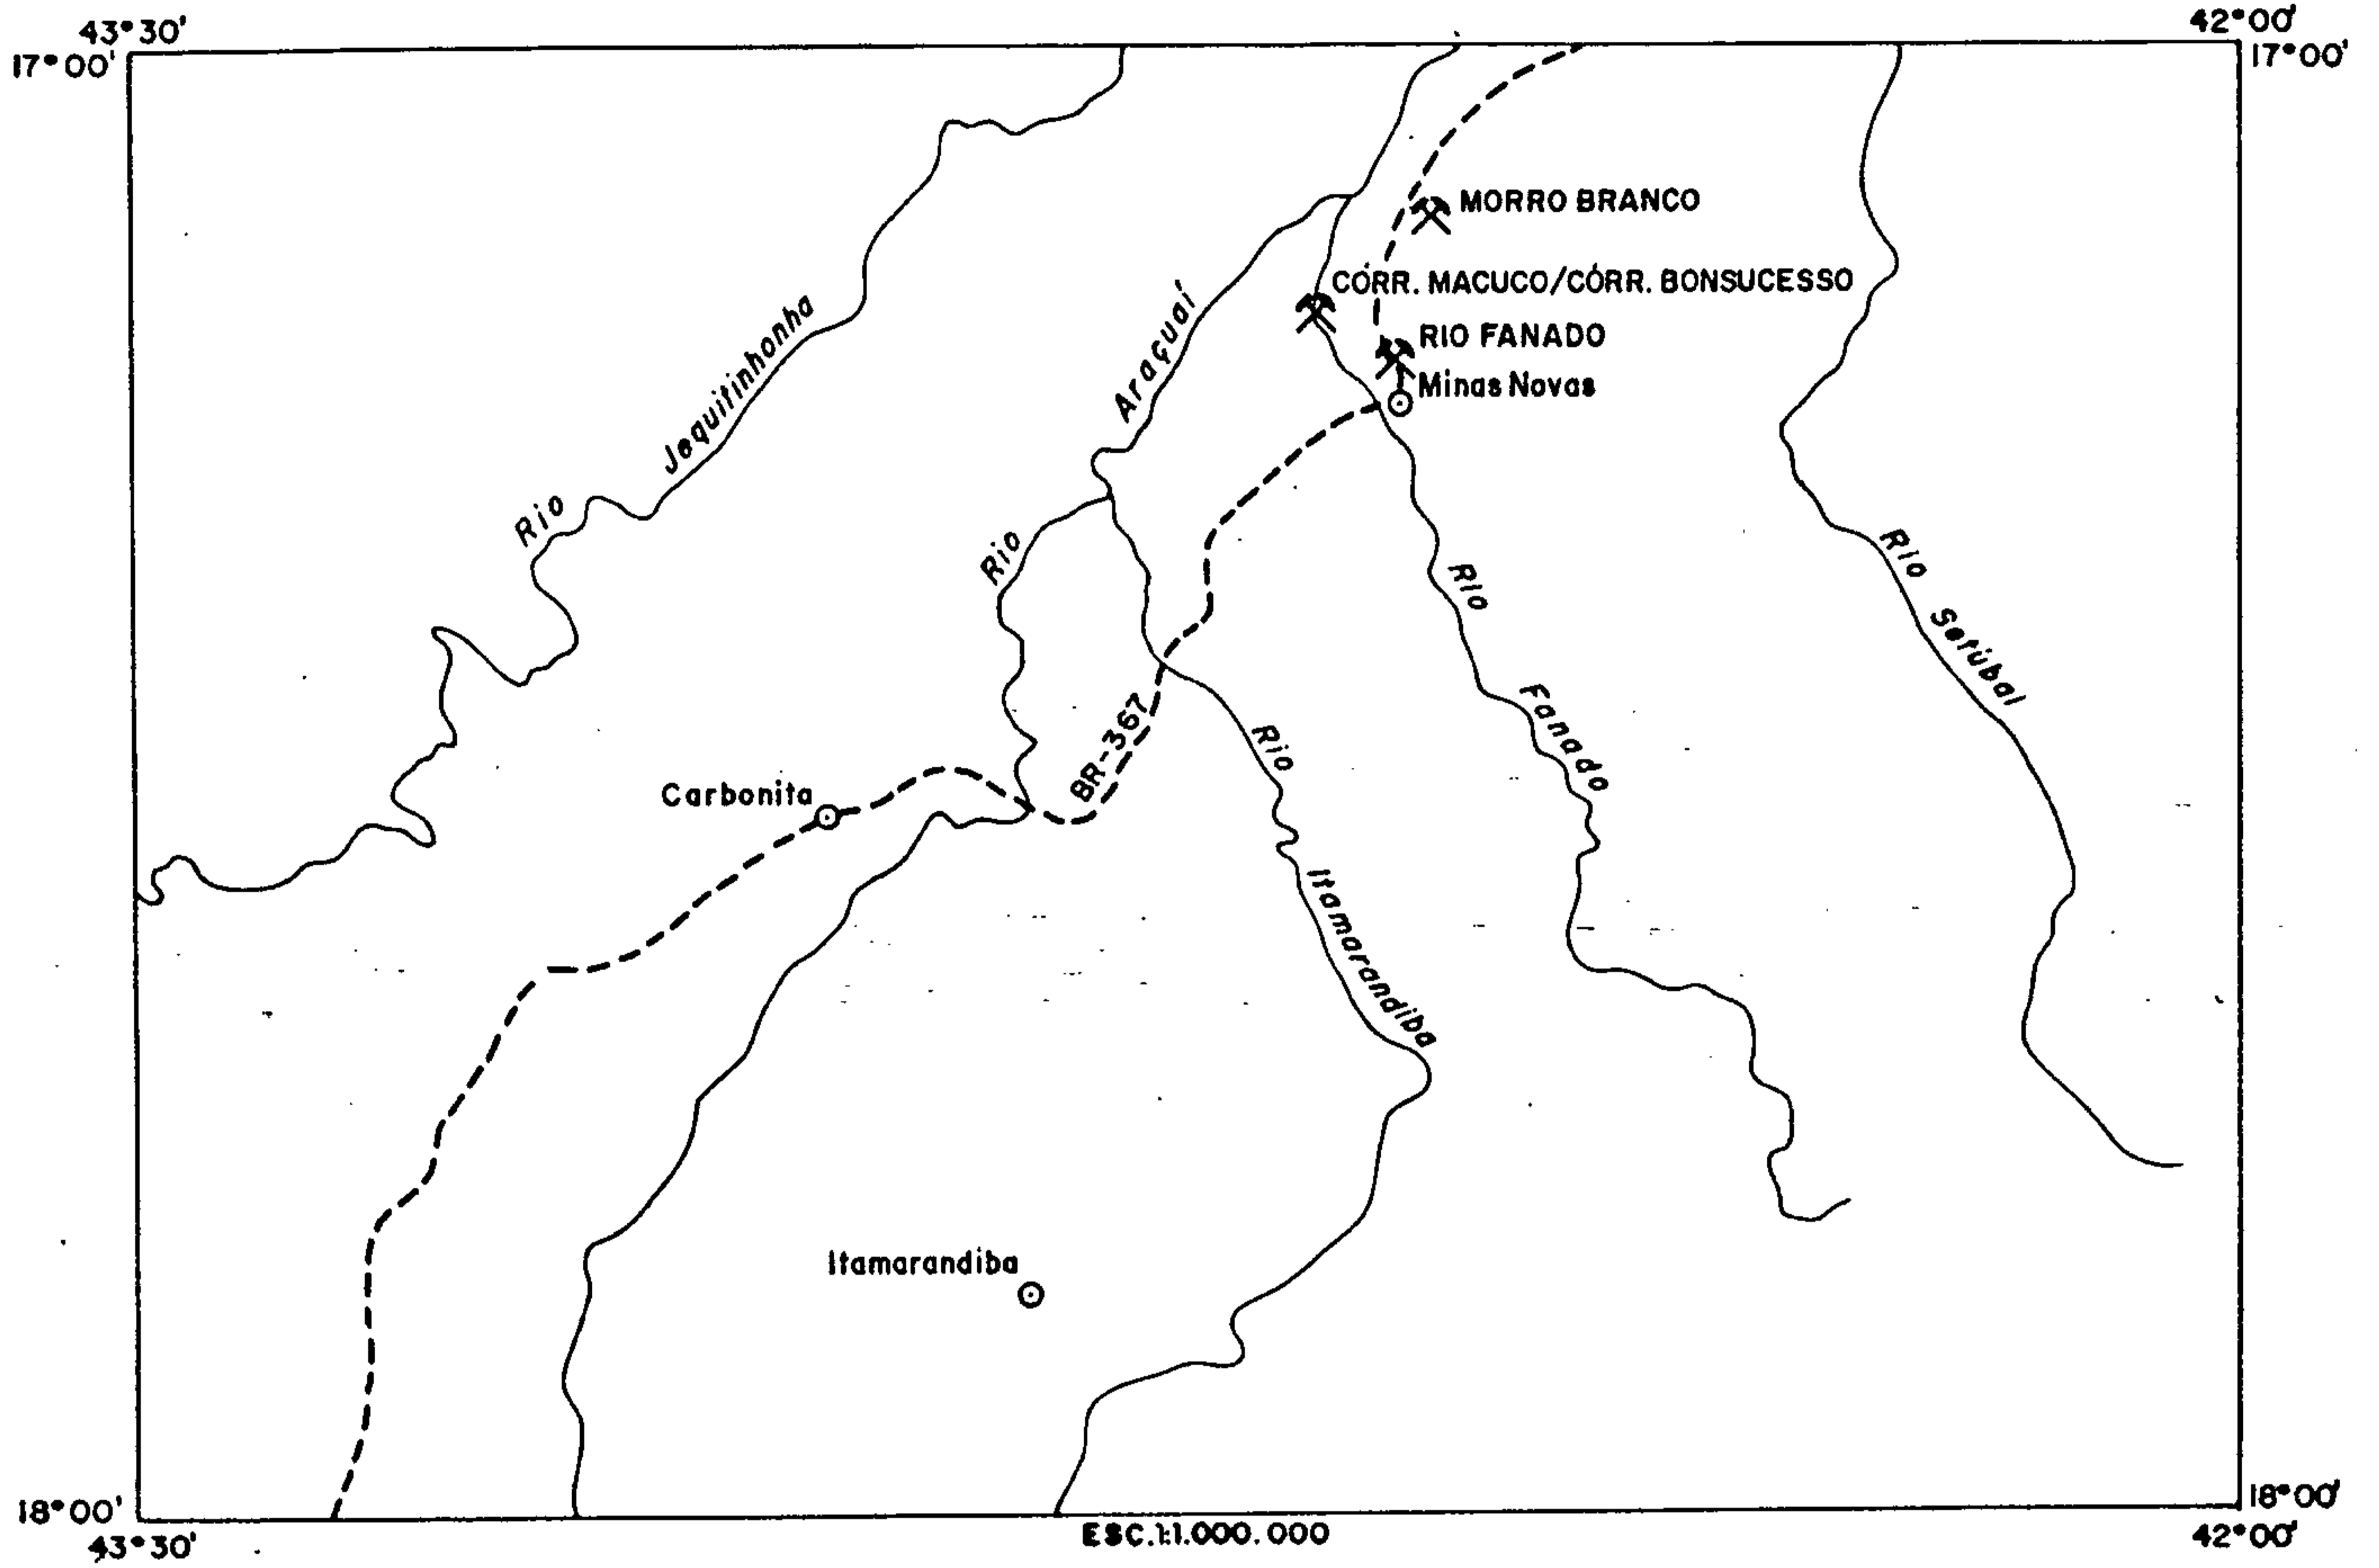 43°30'
42°00'
17°00'
17°00'
MORRO BRANCO
CÓRR. MACUCO/CÓRR. BONSUCESSO
RIO FANADO
Minas Novas
Rio Jequitinhonha
Rio Araçuaí
Rio Setúbal
Rio Fanado
BR-367
Rio Itamarandiba
Carbonita
Itamarandiba
18°00'
18°00'
43°30'
ESC.1:1.000.000
42°00'